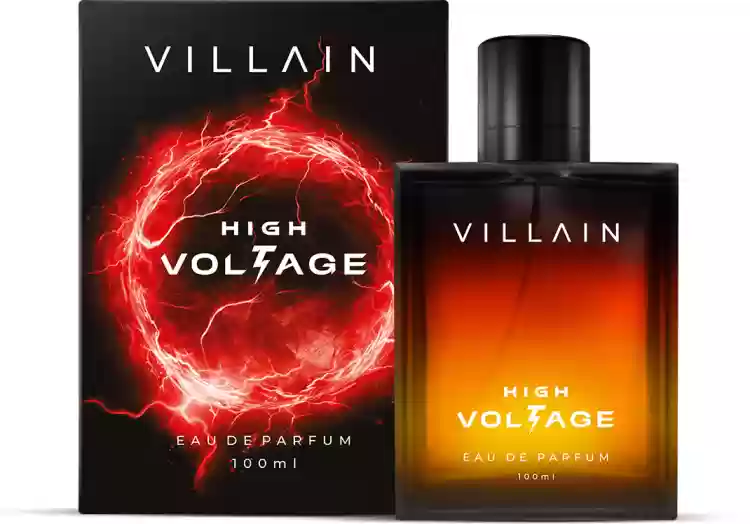 VILLAIN
HIGH
VOLTAGE
EAU DE PARFUM
100ml
VILLAIN
HIGH
VOLTAGE
EAU DE PARFUM
100ml